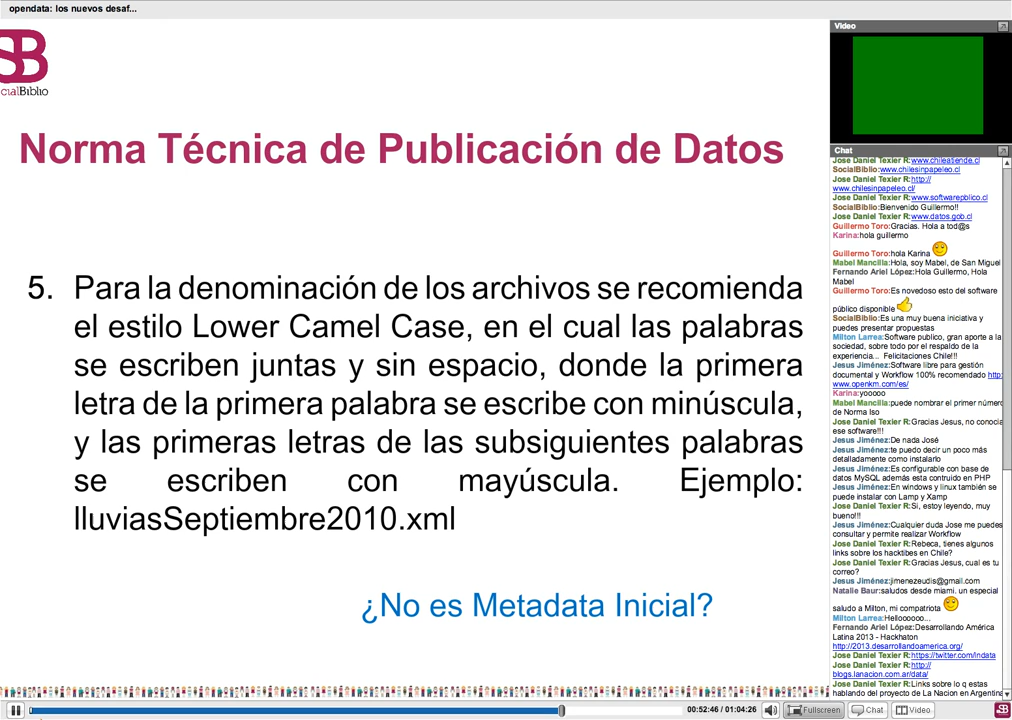 opendata: los nuevos desaf...
SB
cialBiblio
Norma Técnica de Publicación de Datos
5. Para la denominación de los archivos se recomienda
el estilo Lower Camel Case, en el cual las palabras
se escriben juntas y sin espacio, donde la primera
letra de la primera palabra se escribe con minúscula,
y las primeras letras de las subsiguientes palabras
se escriben con mayúscula. Ejemplo:
lluviasSeptiembre2010.xml
¿No es Metadata Inicial?
Video
Chat
Jose Daniel Texier R:www.chileatiende.cl
SocialBiblio:www.chilesinpapeleo.cl
Jose Daniel Texier R:http://
www.chilesinpapeleo.cl/
Jose Daniel Texier R:www.softwarepblico.cl
SocialBiblio:Bienvenido Guillermo!!
Jose Daniel Texier R:www.datos.gob.cl
Guillermo Toro:Gracias. Hola a tod@s
Karina:hola guillermo
Guillermo Toro:hola Karina
Mabel Mancilla:Hola, soy Mabel, de San Miguel
Fernando Ariel López:Hola Guillermo, Hola
Mabel
Guillermo Toro:Es novedoso esto del software
público disponible
SocialBiblio:Es una muy buena iniciativa y
puedes presentar propuestas
Milton Larrea:Software publico, gran aporte a la
sociedad, sobre todo por el respaldo de la
experiencia... Felicitaciones Chile!!!
Jesus Jiménez:Software libre para gestión
documental y Workflow 100% recomendado http:
www.openkm.com/es/
Karina:yooooo
Mabel Mancilla:puede nombrar el primer número
de Norma Iso
Jose Daniel Texier R:Gracias Jesus, no conocia
ese software!!!
Jesus Jiménez:De nada José
Jesus Jiménez:te puedo decir un poco más
detalladamente como instalarlo
Jesus Jiménez:Es configurable con base de
datos MySQL además esta contruido en PHP
Jesus Jiménez:En windows y linux también se
puede instalar con Lamp y Xamp
Jose Daniel Texier R:Si, estoy leyendo, muy
bueno!!!
Jesus Jiménez:Cualquier duda Jose me puedes
consultar y permite realizar Workflow
Jose Daniel Texier R:Rebeca, tienes algunos
links sobre los hacktibes en Chile?
Jose Daniel Texier R:Gracias Jesus, cual es tu
correo?
Jesus Jiménez:jimenezeudis@gmail.com
Natalie Baur:saludos desde miami. un especial
saludo a Milton, mi compatriota
Milton Larrea:Helloooooo...
Fernando Ariel López:Desarrollando América
Latina 2013 - Hackhaton
http://2013.desarrollandoamerica.org/
Jose Daniel Texier R:https://twitter.com/lndata
Jose Daniel Texier R:http://
blogs.lanacion.com.ar/data/
Jose Daniel Texier R:Links sobre lo q estas
hablando del proyecto de La Nacion en Argentina
00:52:46 / 01:04:26
Fullscreen
Chat
Video
SB